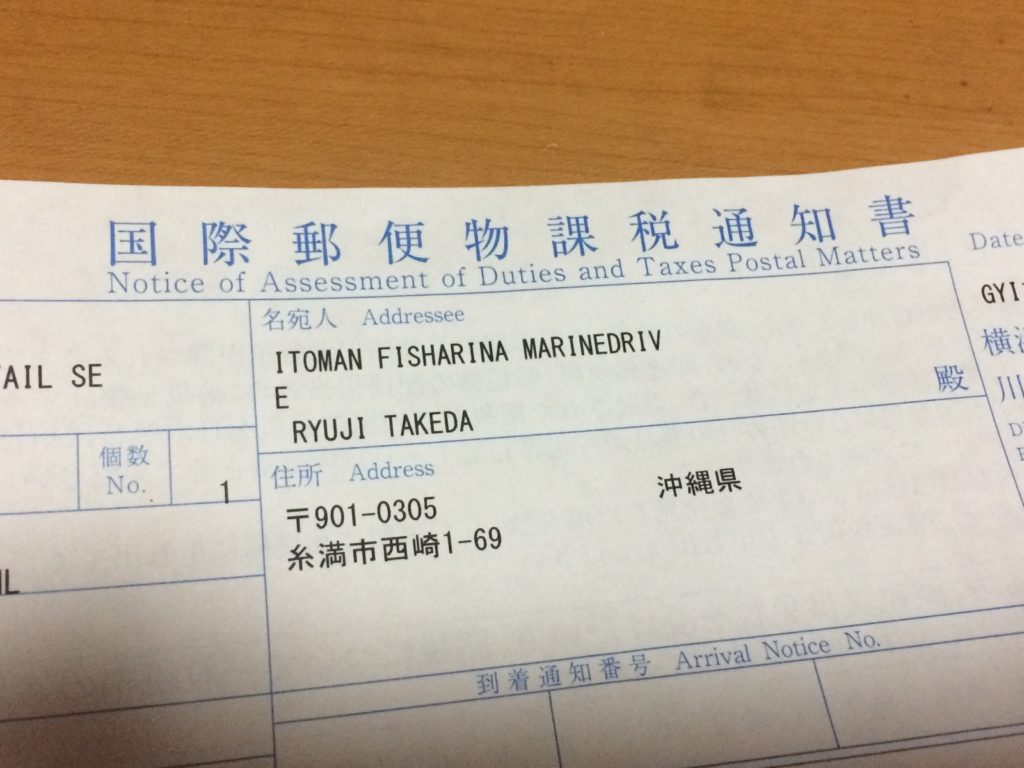 国際郵便物課税通知書
Notice of Assessment of Duties and Taxes Postal Matters
Date
名宛人 Addressee
ITOMAN FISHARINA MARINEDRIV
E
RYUJI TAKEDA
殿
AIL SE
個数
No.
1
住所 Address
〒901-0305
沖縄県
糸満市西崎1-69
到着通知番号 Arrival Notice No.